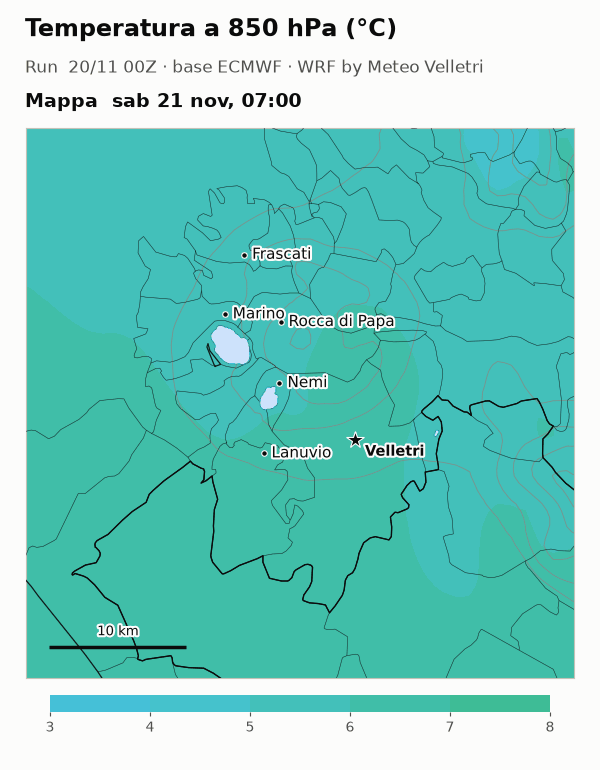 Temperatura a 850 hPa (°C)
Run  20/11 00Z · base ECMWF · WRF by Meteo Velletri
Mappa  sab 21 nov, 07:00
Frascati
Marino
Rocca di Papa
Nemi
Velletri
Lanuvio
10 km
3 4 5 6 7 8